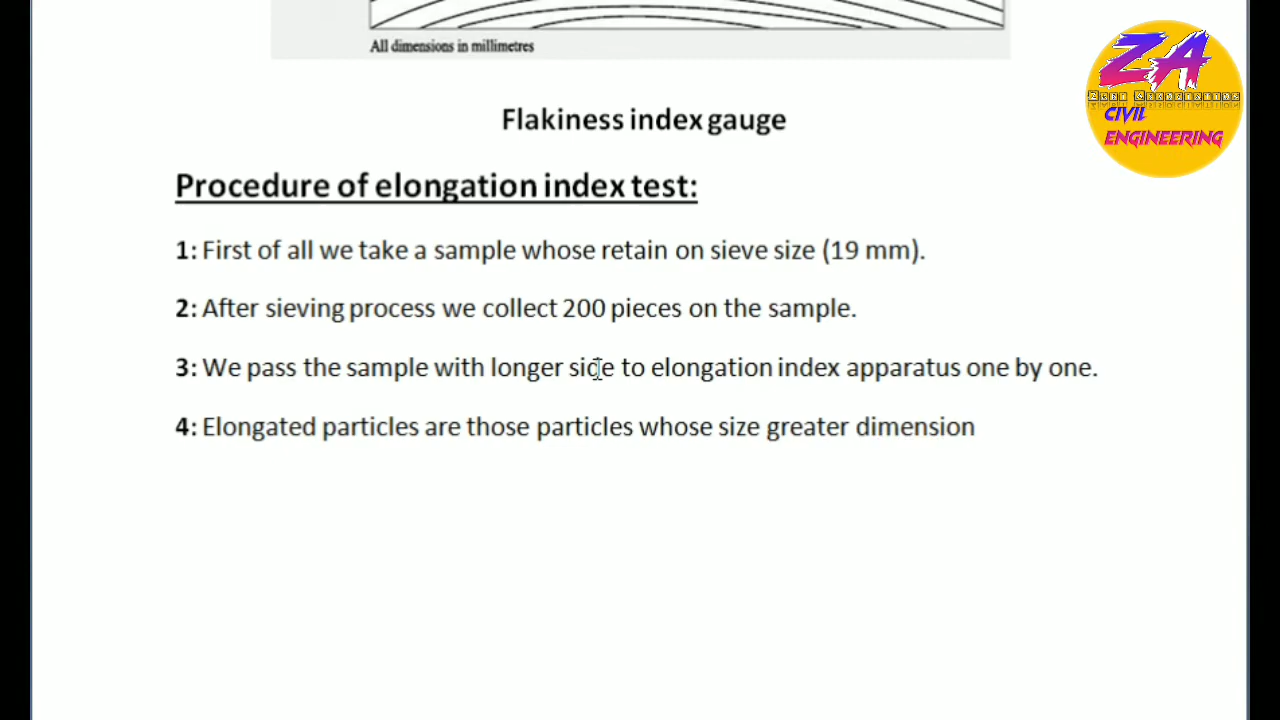 All dimensions in millimetres
ZA
CIVIL
ENGINEERING
Flakiness index gauge
Procedure of elongation index test:
1: First of all we take a sample whose retain on sieve size (19 mm).
2: After sieving process we collect 200 pieces on the sample.
3: We pass the sample with longer side to elongation index apparatus one by one.
4: Elongated particles are those particles whose size greater dimension